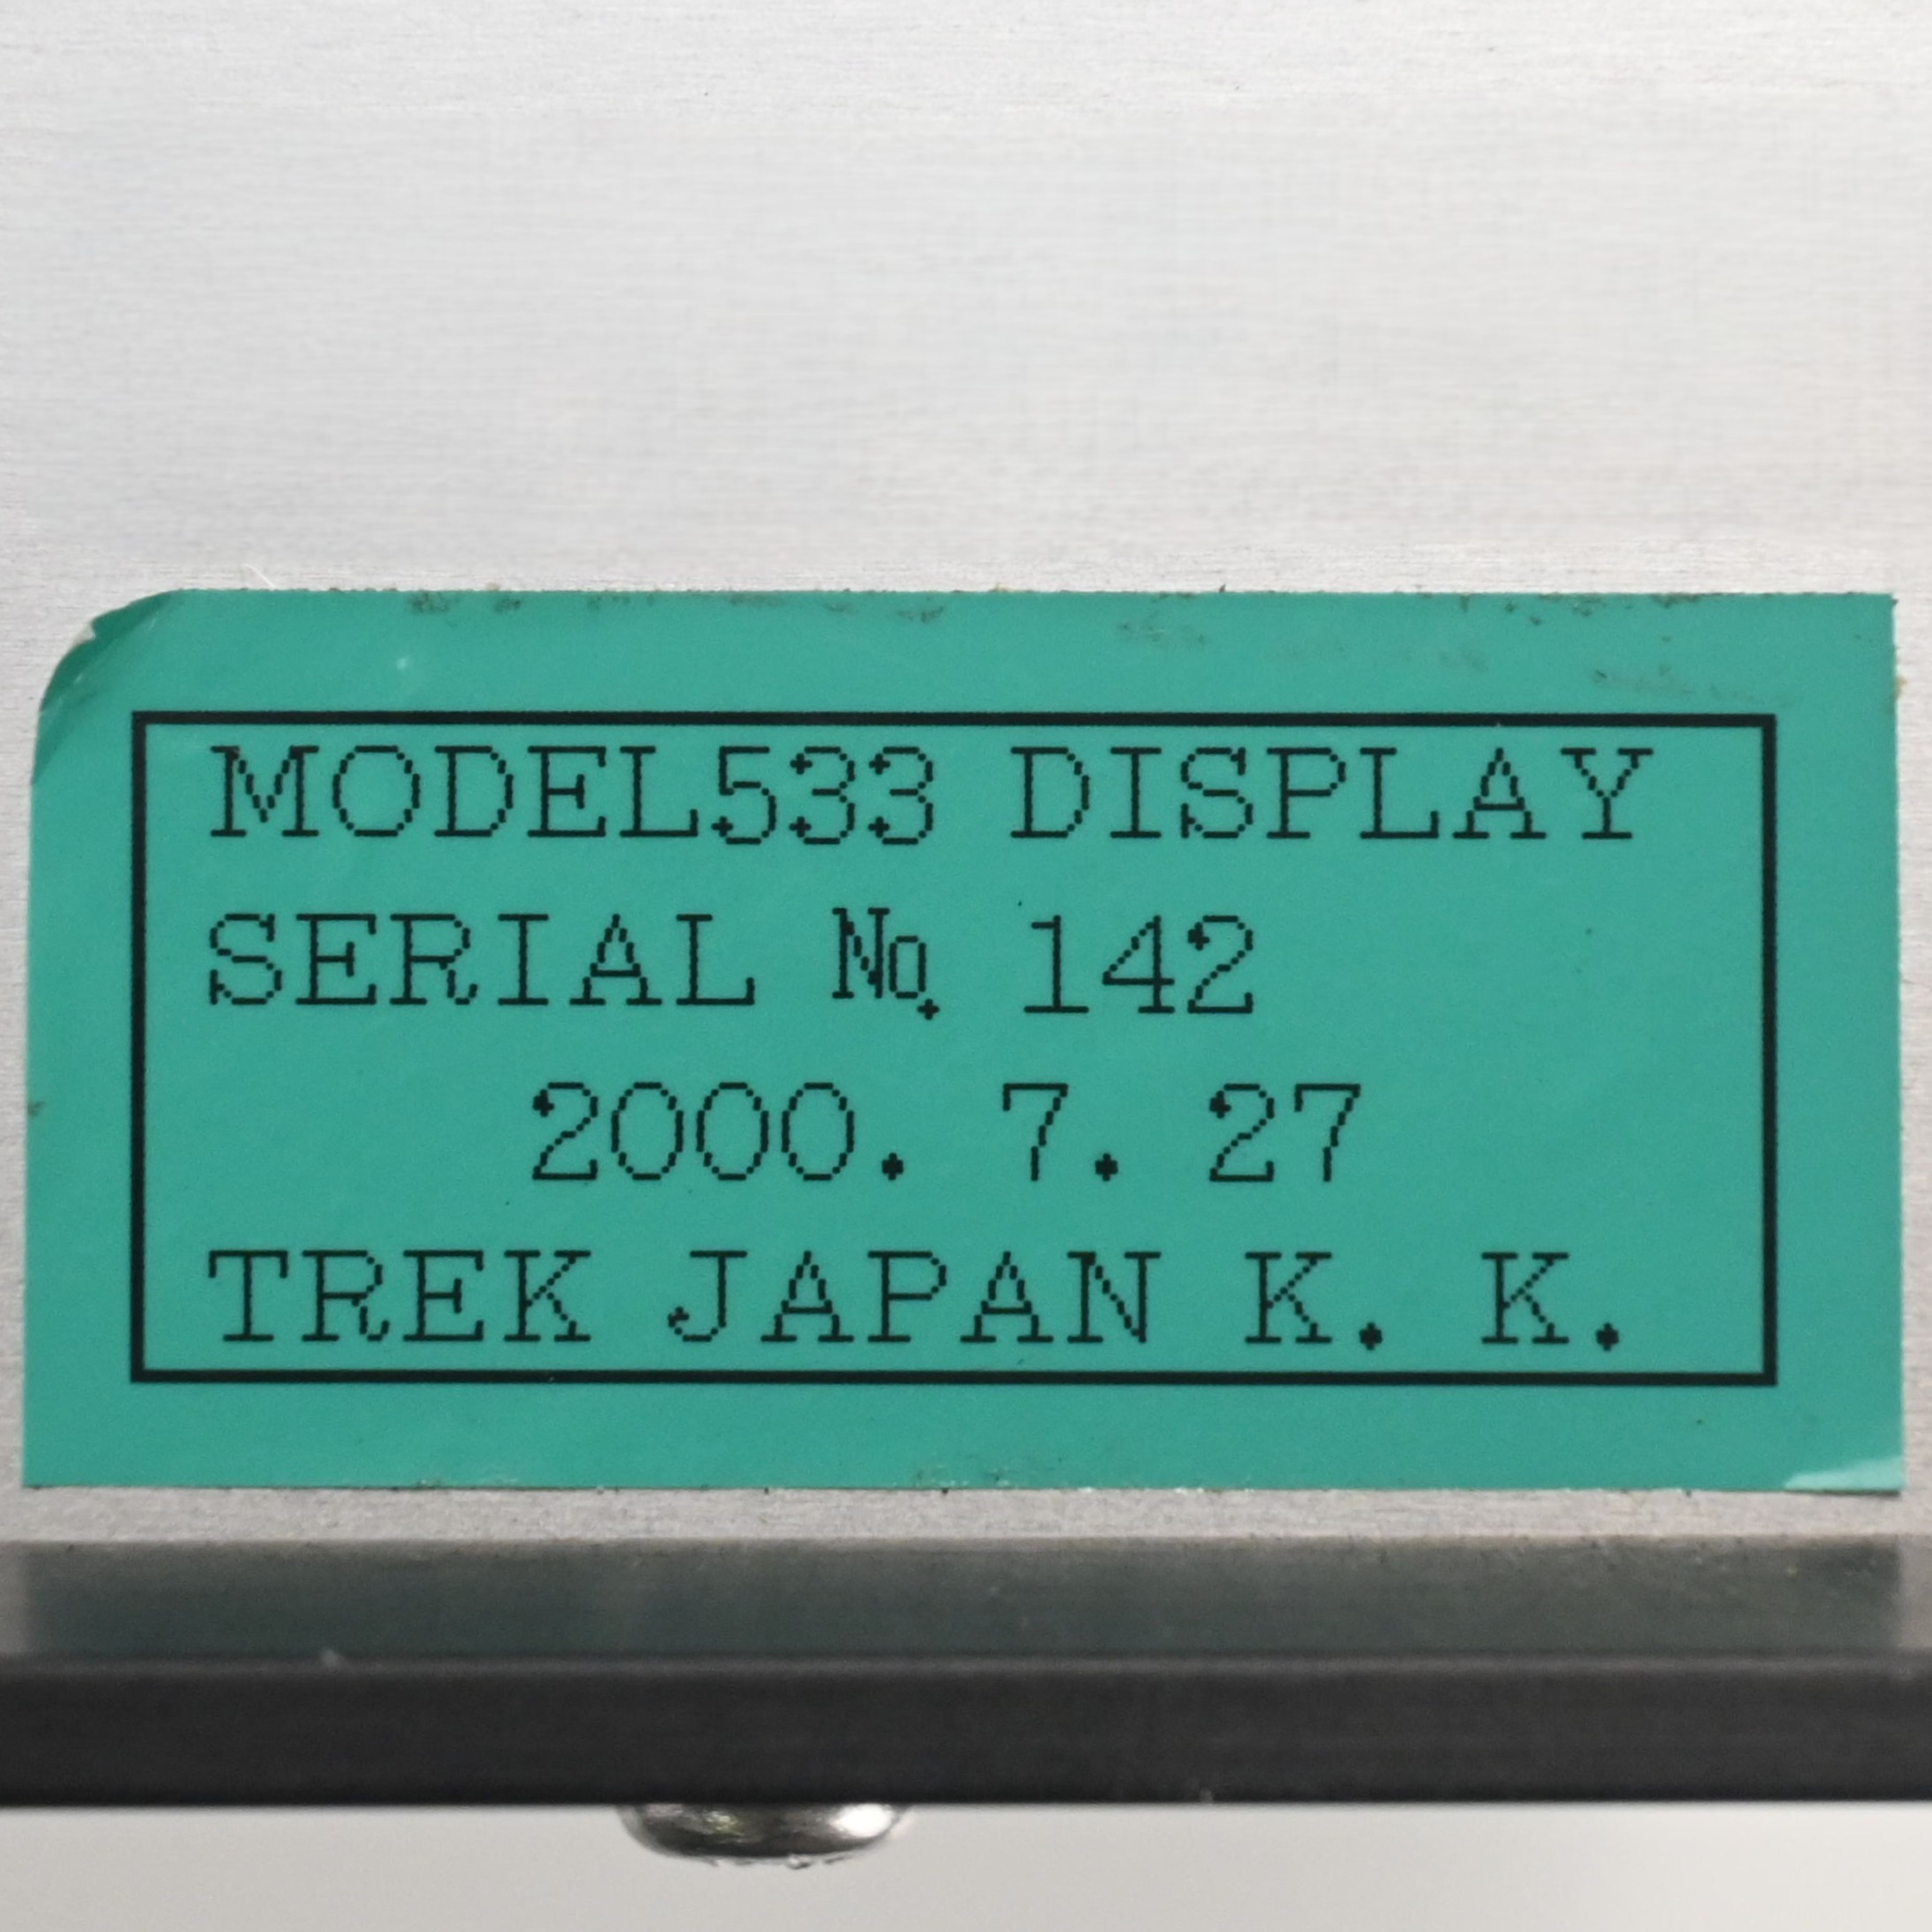 MODEL533 DISPLAY
SERIAL № 142
2000. 7. 27
TREK JAPAN K. K.